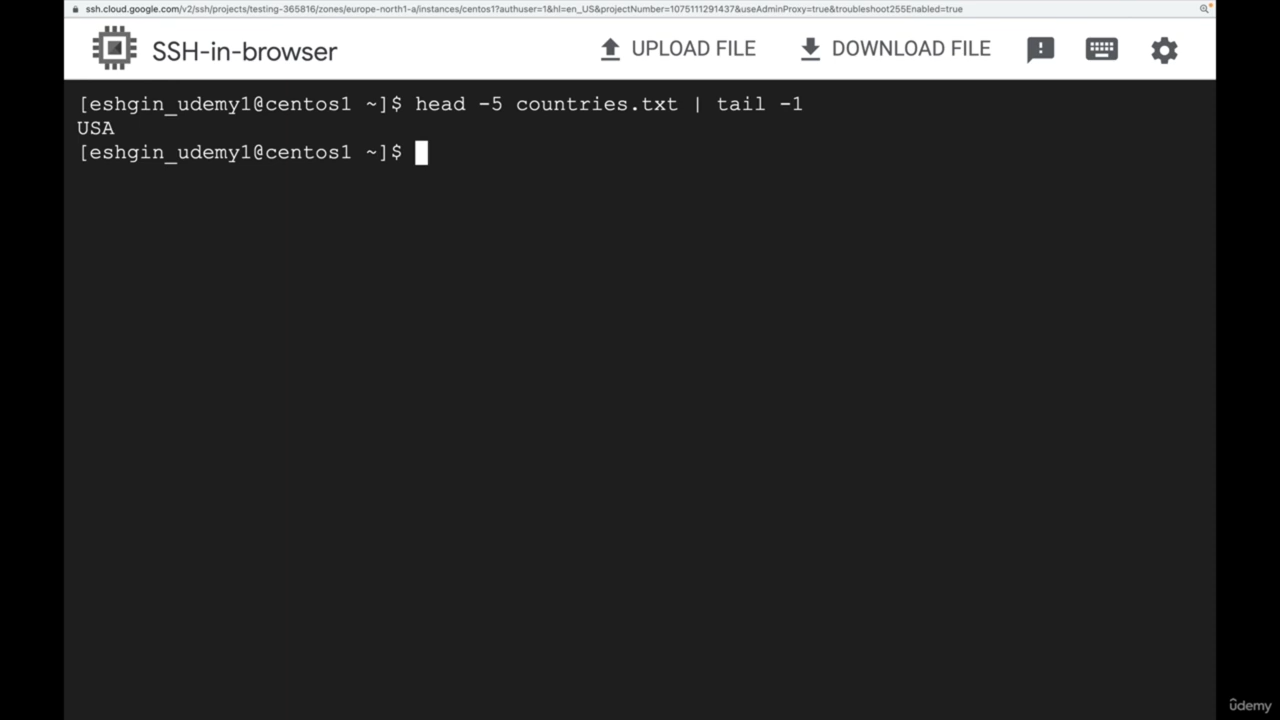 ssh.cloud.google.com/v2/ssh/projects/testing-365816/zones/europe-north1-a/instances/centos1?authuser=1&hl=en_US&projectNumber=1075111291437&useAdminProxy=true&troubleshoot255Enabled=true
SSH-in-browser UPLOAD FILE DOWNLOAD FILE
[eshgin_udemy1@centos1 ~]$ head -5 countries.txt | tail -1
USA
[eshgin_udemy1@centos1 ~]$
udemy